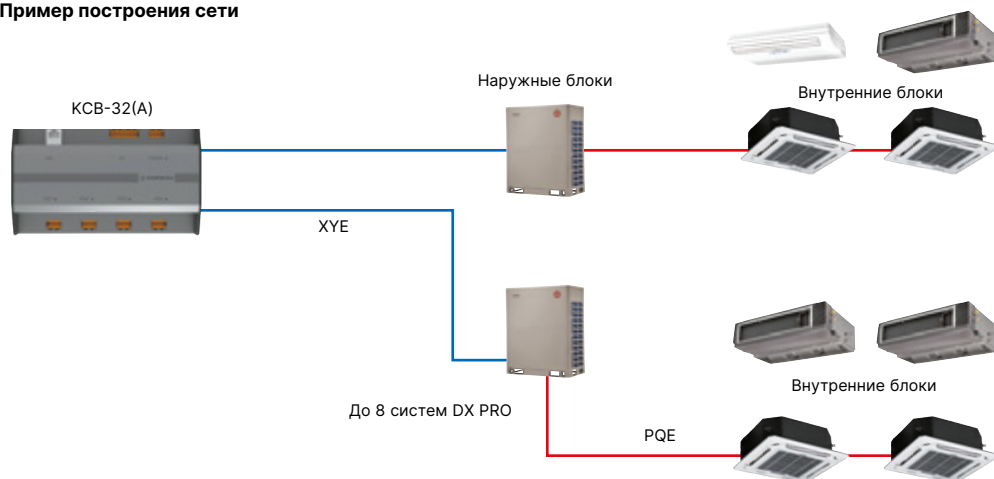 Пример построения сети
Наружные блоки
Внутренние блоки
KCB-32(A)
XYE
Внутренние блоки
До 8 систем DX PRO
PQE